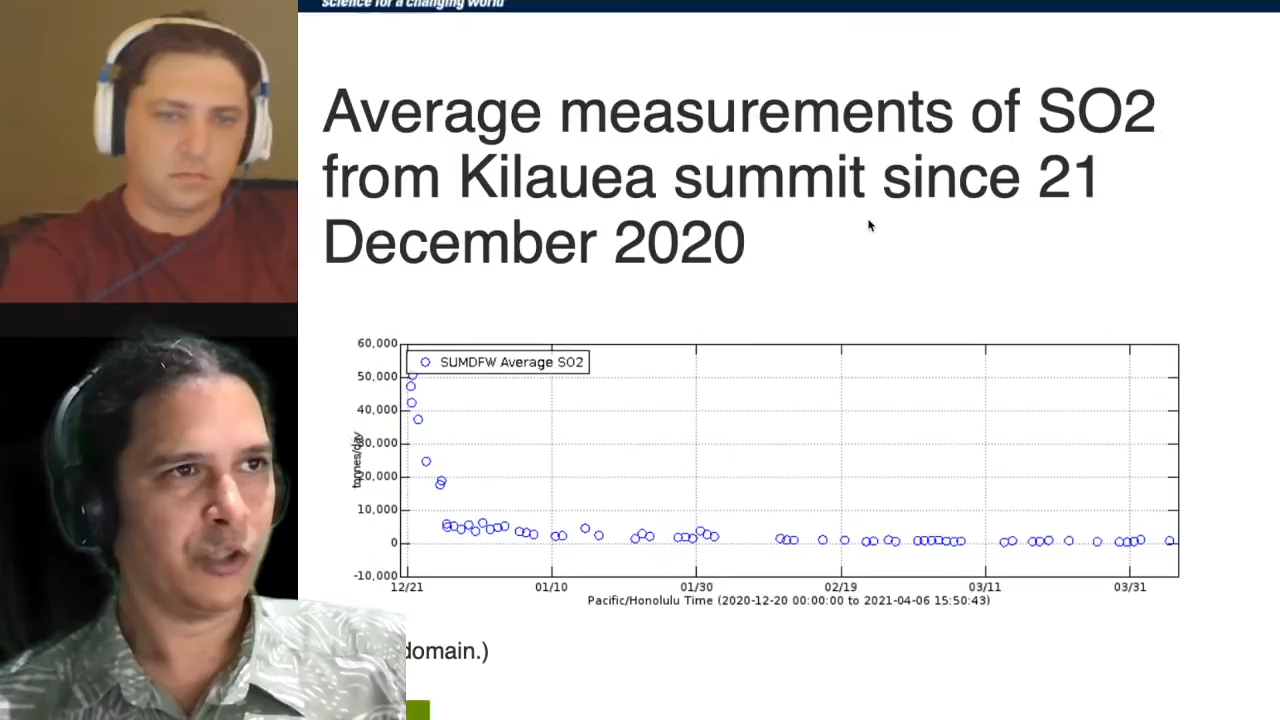 Science for a changing world
Average measurements of SO2
from Kilauea summit since 21
December 2020
60,000
SUMDFW Average SO2
50,000
40,000
30,000
tonnes/day
20,000
10,000
0
-10,000
12/21 01/10 01/30 02/19 03/11 03/31
Pacific/Honolulu Time (2020-12-20 00:00:00 to 2021-04-06 15:50:43)
domain.)